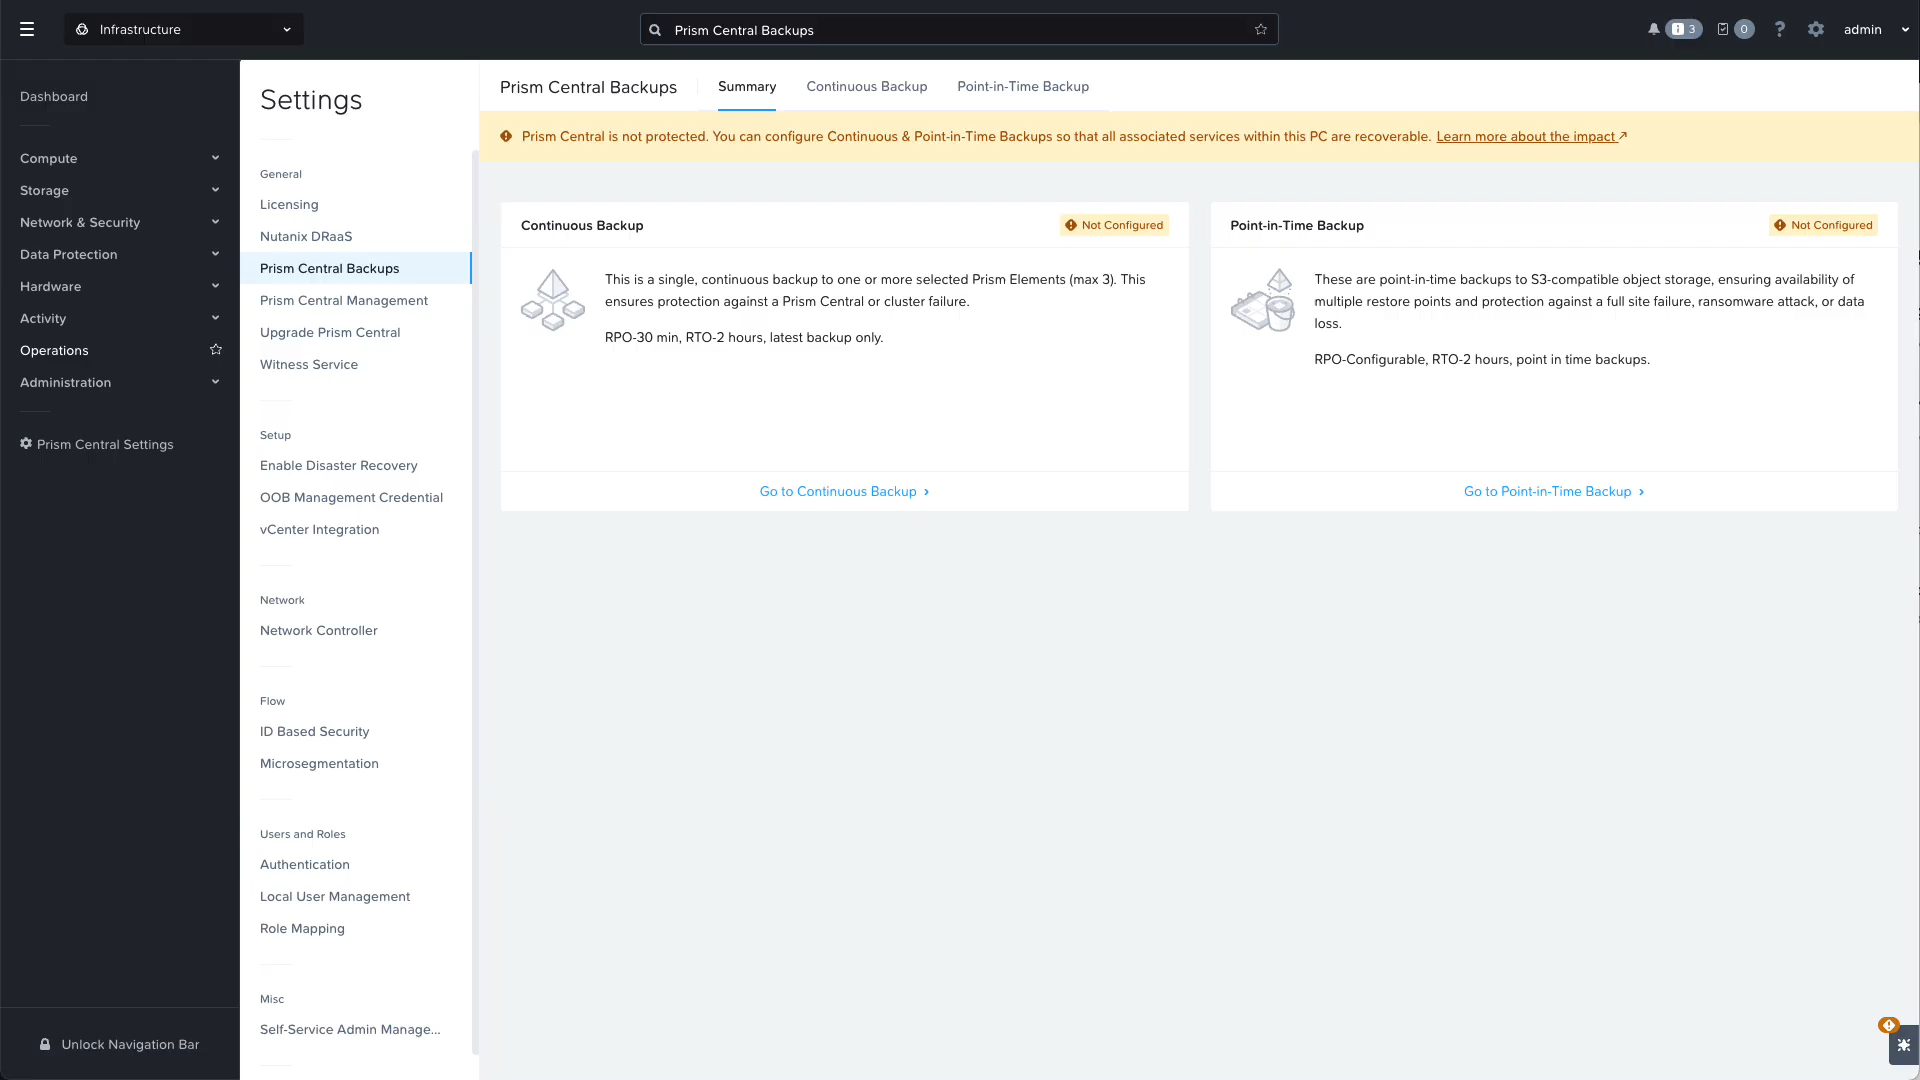 Infrastructure
Prism Central Backups
3
0
?
admin
Dashboard
Compute
Storage
Network & Security
Data Protection
Hardware
Activity
Operations
Administration
Prism Central Settings
Unlock Navigation Bar
Settings
General
Licensing
Nutanix DRaaS
Prism Central Backups
Prism Central Management
Upgrade Prism Central
Witness Service
Setup
Enable Disaster Recovery
OOB Management Credential
vCenter Integration
Network
Network Controller
Flow
ID Based Security
Microsegmentation
Users and Roles
Authentication
Local User Management
Role Mapping
Misc
Self-Service Admin Manage...
Prism Central Backups
Summary
Continuous Backup
Point-in-Time Backup
Prism Central is not protected. You can configure Continuous & Point-in-Time Backups so that all associated services within this PC are recoverable. Learn more about the impact
Continuous Backup
Not Configured
This is a single, continuous backup to one or more selected Prism Elements (max 3). This
ensures protection against a Prism Central or cluster failure.
RPO-30 min, RTO-2 hours, latest backup only.
Go to Continuous Backup
Point-in-Time Backup
Not Configured
These are point-in-time backups to S3-compatible object storage, ensuring availability of
multiple restore points and protection against a full site failure, ransomware attack, or data
loss.
RPO-Configurable, RTO-2 hours, point in time backups.
Go to Point-in-Time Backup